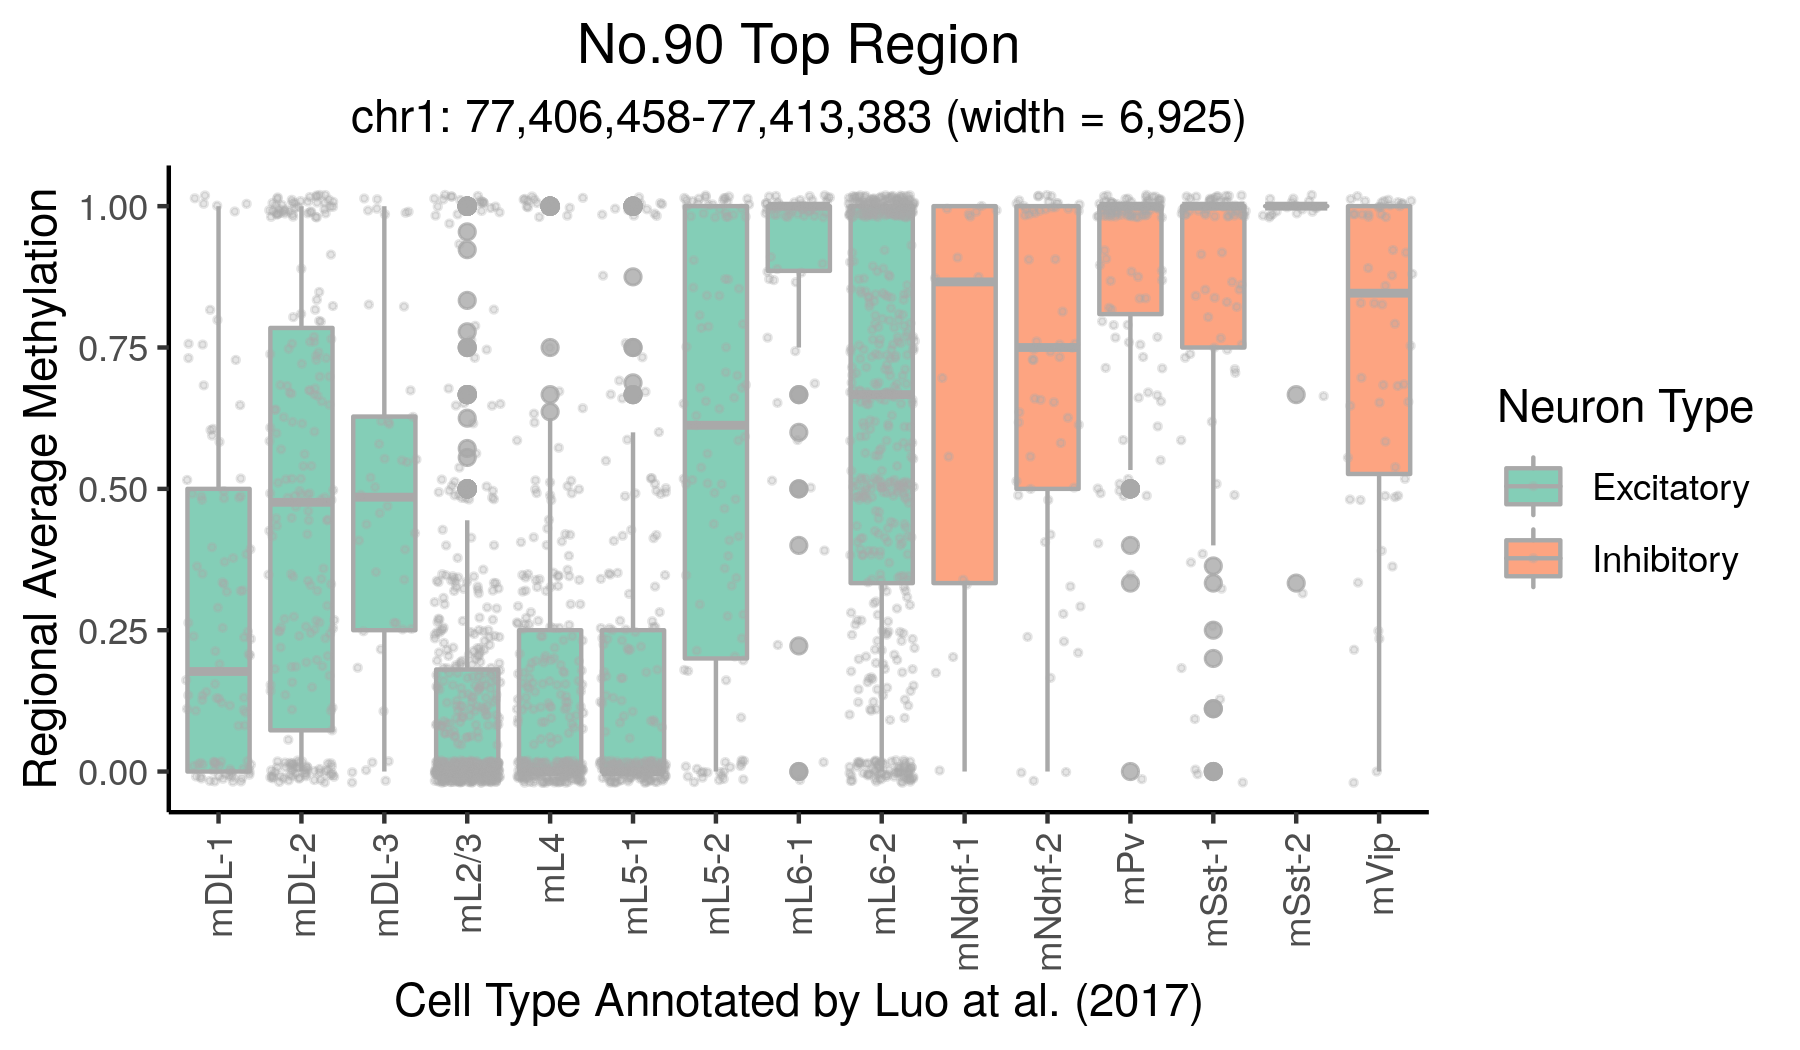 No.90 Top Region
chr1: 77,406,458-77,413,383 (width = 6,925)
Regional Average Methylation
1.00
0.75
0.50
0.25
0.00
mDL-1
mDL-2
mDL-3
mL2/3
mL4
mL5-1
mL5-2
mL6-1
mL6-2
mNdnf-1
mNdnf-2
mPv
mSst-1
mSst-2
mVip
Cell Type Annotated by Luo at al. (2017)
Neuron Type
Excitatory
Inhibitory